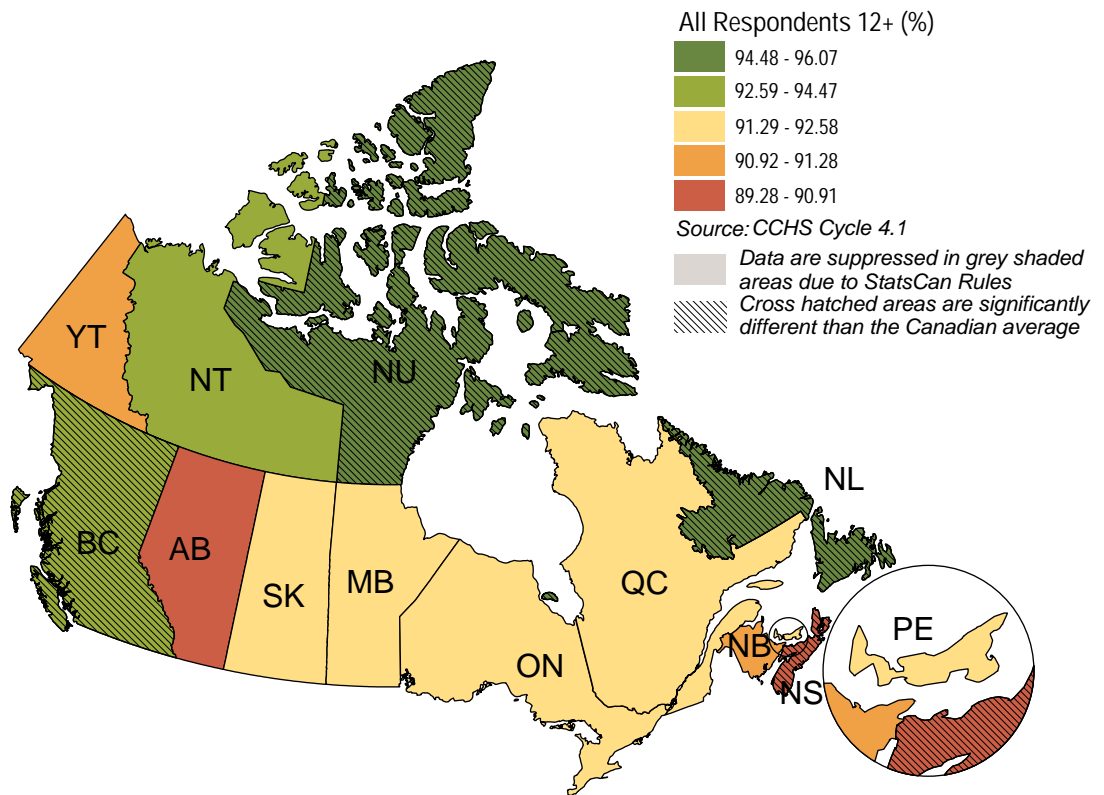 All Respondents 12+ (%)
94.48 - 96.07
92.59 - 94.47
91.29 - 92.58
90.92 - 91.28
89.28 - 90.91
Source: CCHS Cycle 4.1
Data are suppressed in grey shaded
areas due to StatsCan Rules
Cross hatched areas are significantly
different than the Canadian average
YT
NT
NU
NL
BC
AB
SK
MB
QC
ON
PE
NB
NS